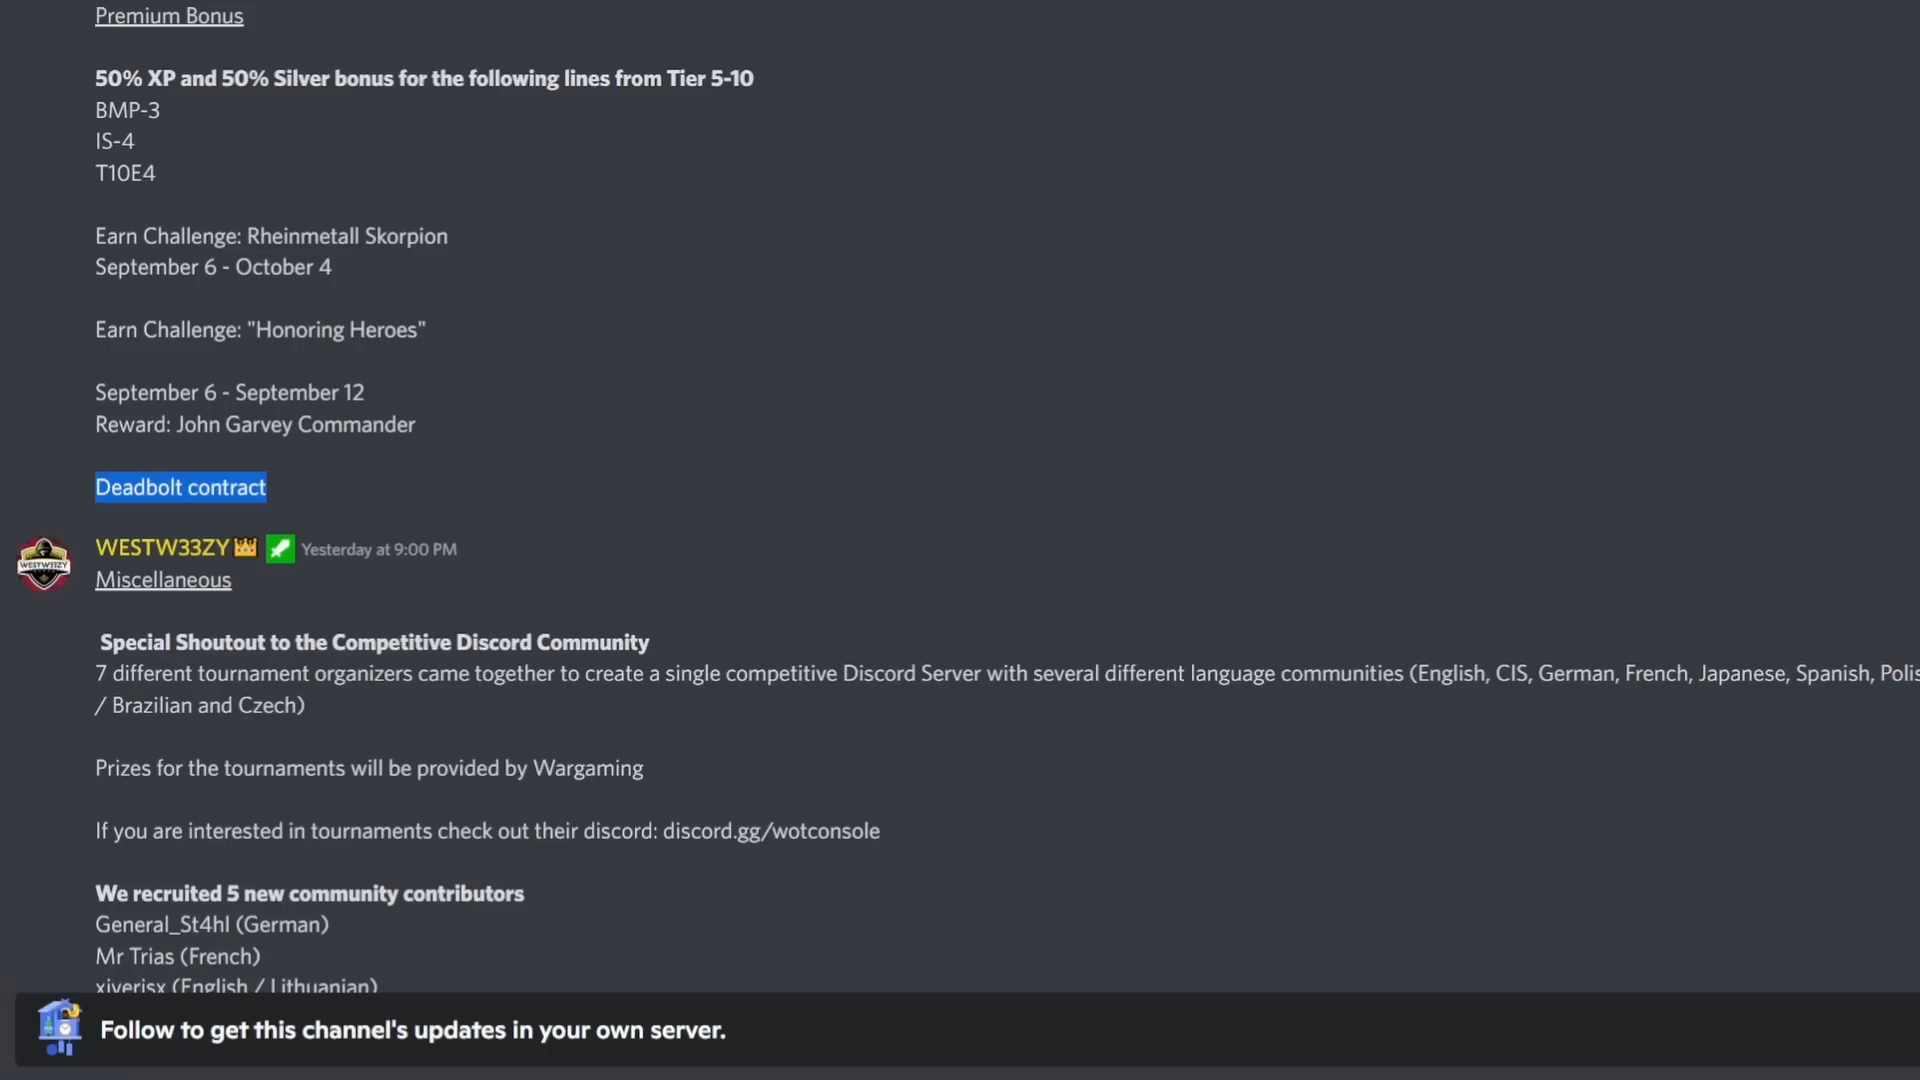 Premium Bonus
50% XP and 50% Silver bonus for the following lines from Tier 5-10
BMP-3
IS-4
T10E4
Earn Challenge: Rheinmetall Skorpion
September 6 - October 4
Earn Challenge: "Honoring Heroes"
September 6 - September 12
Reward: John Garvey Commander
Deadbolt contract
WESTW33ZY Yesterday at 9:00 PM
WESTW33ZY
Miscellaneous
Special Shoutout to the Competitive Discord Community
7 different tournament organizers came together to create a single competitive Discord Server with several different language communities (English, CIS, German, French, Japanese, Spanish, Polis
/ Brazilian and Czech)
Prizes for the tournaments will be provided by Wargaming
If you are interested in tournaments check out their discord: discord.gg/wotconsole
We recruited 5 new community contributors
General_St4hl (German)
Mr Trias (French)
xiverisx (English / Lithuanian)
Follow to get this channel's updates in your own server.